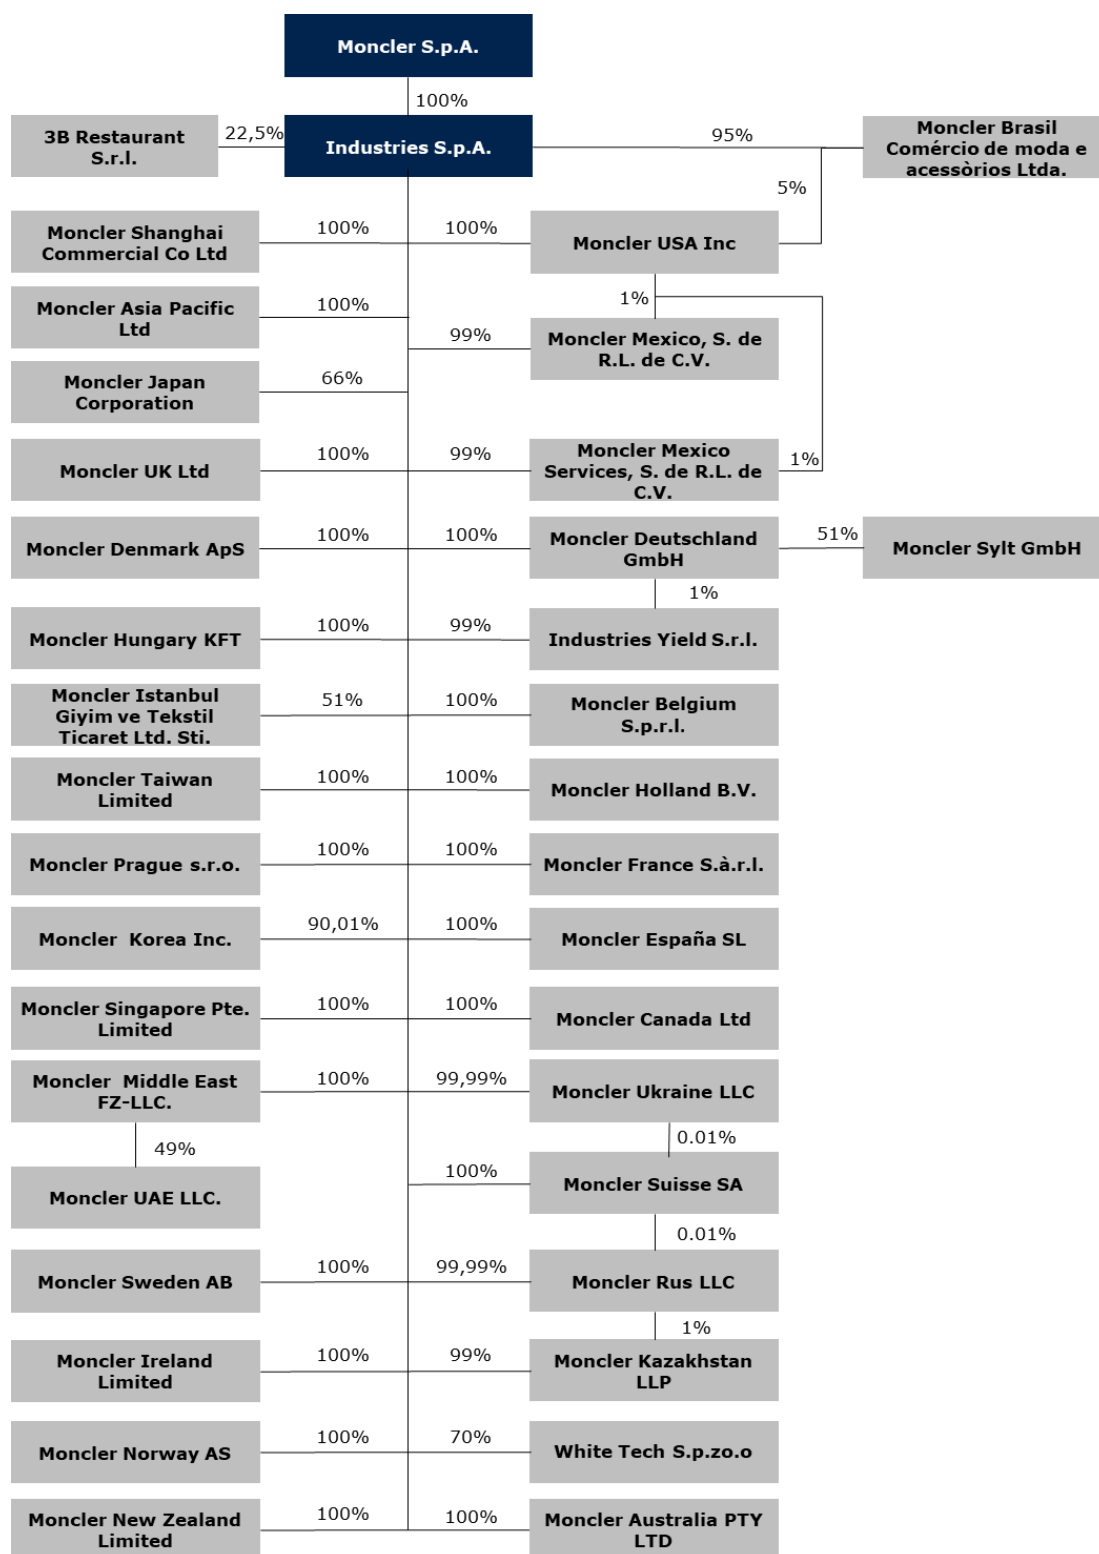 Moncler S.p.A.
100%
3B Restaurant
S.r.l.
22,5%
Industries S.p.A.
95%
Moncler Brasil
Comércio de moda e
acessòrios Ltda.
5%
Moncler Shanghai
Commercial Co Ltd
100%
100%
Moncler USA Inc
Moncler Asia Pacific
Ltd
100%
1%
99%
Moncler Mexico, S. de
R.L. de C.V.
Moncler Japan
Corporation
66%
Moncler UK Ltd
100%
99%
Moncler Mexico
Services, S. de R.L. de
C.V.
1%
Moncler Denmark ApS
100%
100%
Moncler Deutschland
GmbH
51%
Moncler Sylt GmbH
1%
Moncler Hungary KFT
100%
99%
Industries Yield S.r.l.
Moncler Istanbul
Giyim ve Tekstil
Ticaret Ltd. Sti.
51%
100%
Moncler Belgium
S.p.r.l.
Moncler Taiwan
Limited
100%
100%
Moncler Holland B.V.
Moncler Prague s.r.o.
100%
100%
Moncler France S.à.r.l.
Moncler  Korea Inc.
90,01%
100%
Moncler España SL
Moncler Singapore Pte.
Limited
100%
100%
Moncler Canada Ltd
Moncler  Middle East
FZ-LLC.
100%
99,99%
Moncler Ukraine LLC
49%
0.01%
Moncler UAE LLC.
100%
Moncler Suisse SA
0.01%
Moncler Sweden AB
100%
99,99%
Moncler Rus LLC
1%
Moncler Ireland
Limited
100%
99%
Moncler Kazakhstan
LLP
Moncler Norway AS
100%
70%
White Tech S.p.zo.o
Moncler New Zealand
Limited
100%
100%
Moncler Australia PTY
LTD